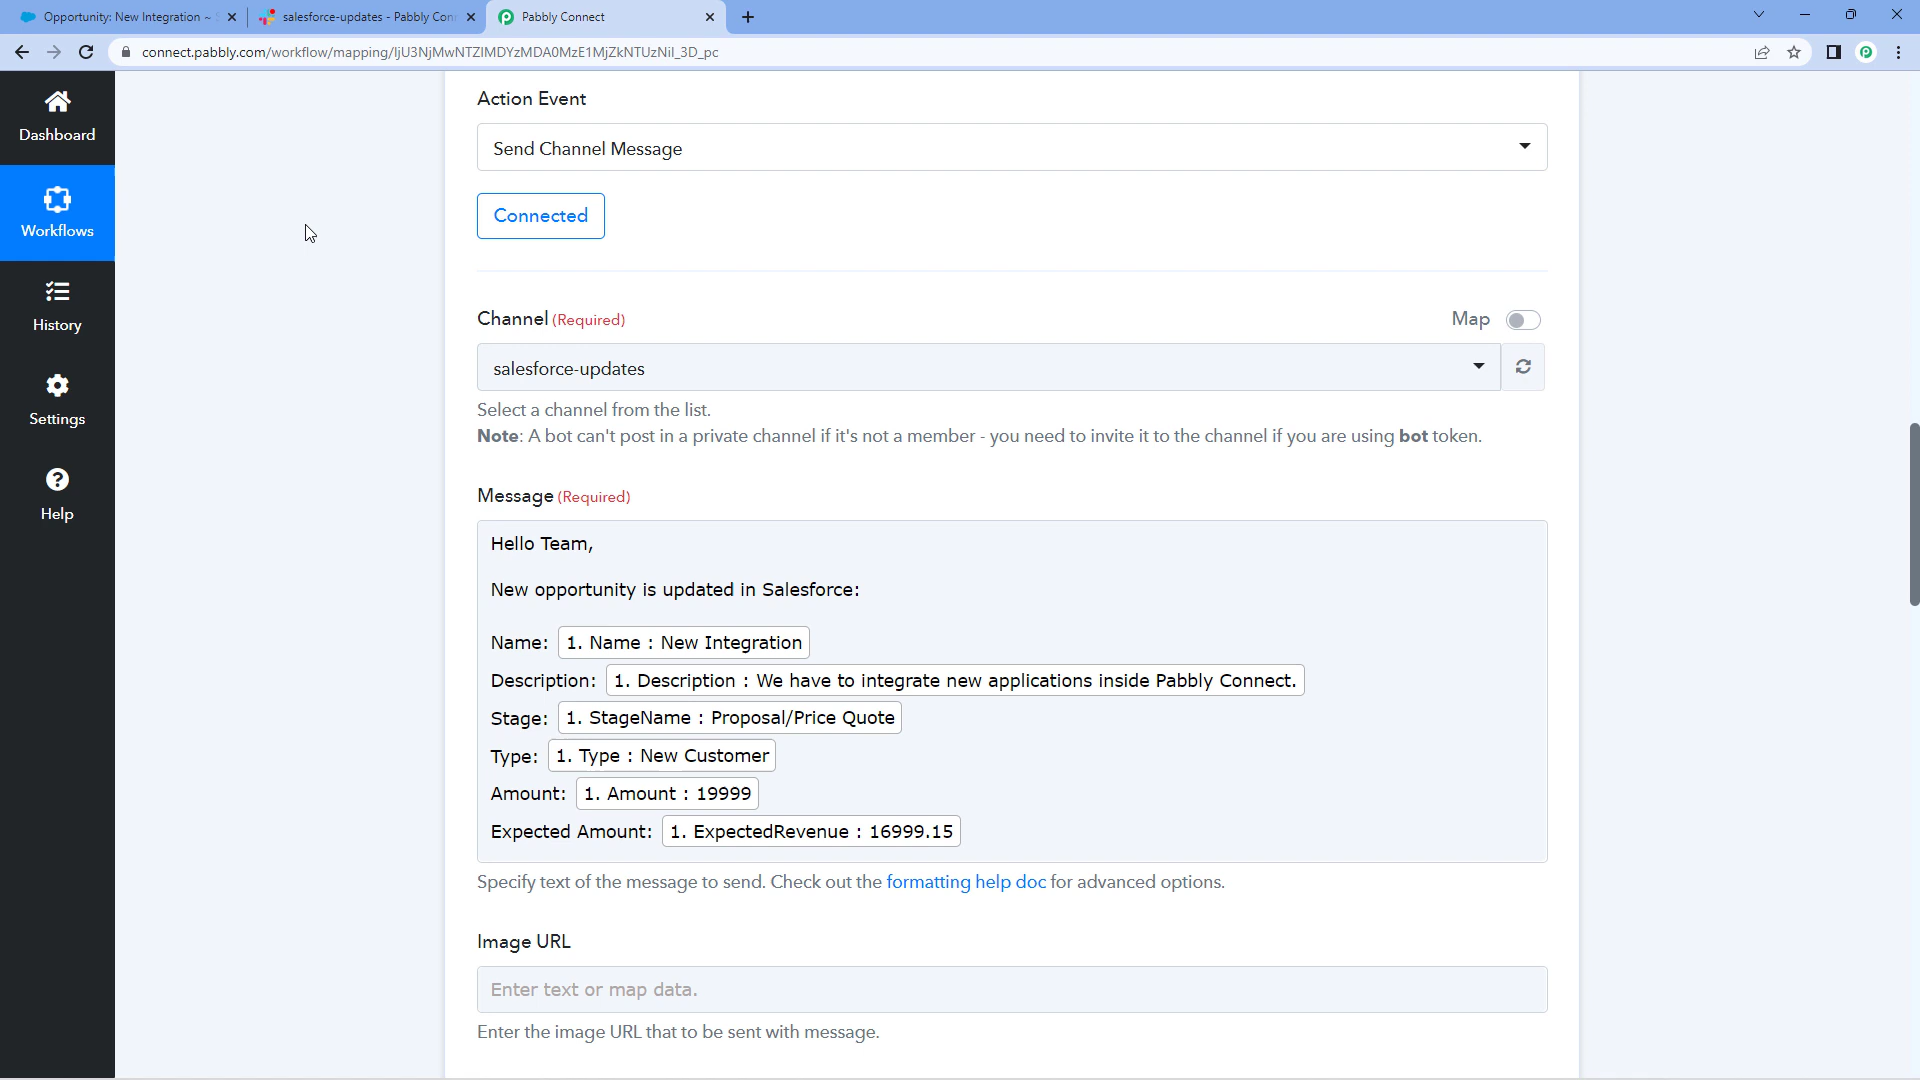 Opportunity: New Integration ~
salesforce-updates - Pabbly Con
Pabbly Connect
connect.pabbly.com/workflow/mapping/IjU3NjMwNTZlMDYzMDA0MzE1MjZkNTUzNiI_3D_pc
Dashboard
Workflows
History
Settings
Help
Action Event
Send Channel Message
Connected
Channel (Required)
Map
salesforce-updates
Select a channel from the list.
Note: A bot can't post in a private channel if it's not a member - you need to invite it to the channel if you are using bot token.
Message (Required)
Hello Team,
New opportunity is updated in Salesforce:
Name: 1. Name : New Integration
Description: 1. Description : We have to integrate new applications inside Pabbly Connect.
Stage: 1. StageName : Proposal/Price Quote
Type: 1. Type : New Customer
Amount: 1. Amount : 19999
Expected Amount: 1. ExpectedRevenue : 16999.15
Specify text of the message to send. Check out the formatting help doc for advanced options.
Image URL
Enter text or map data.
Enter the image URL that to be sent with message.